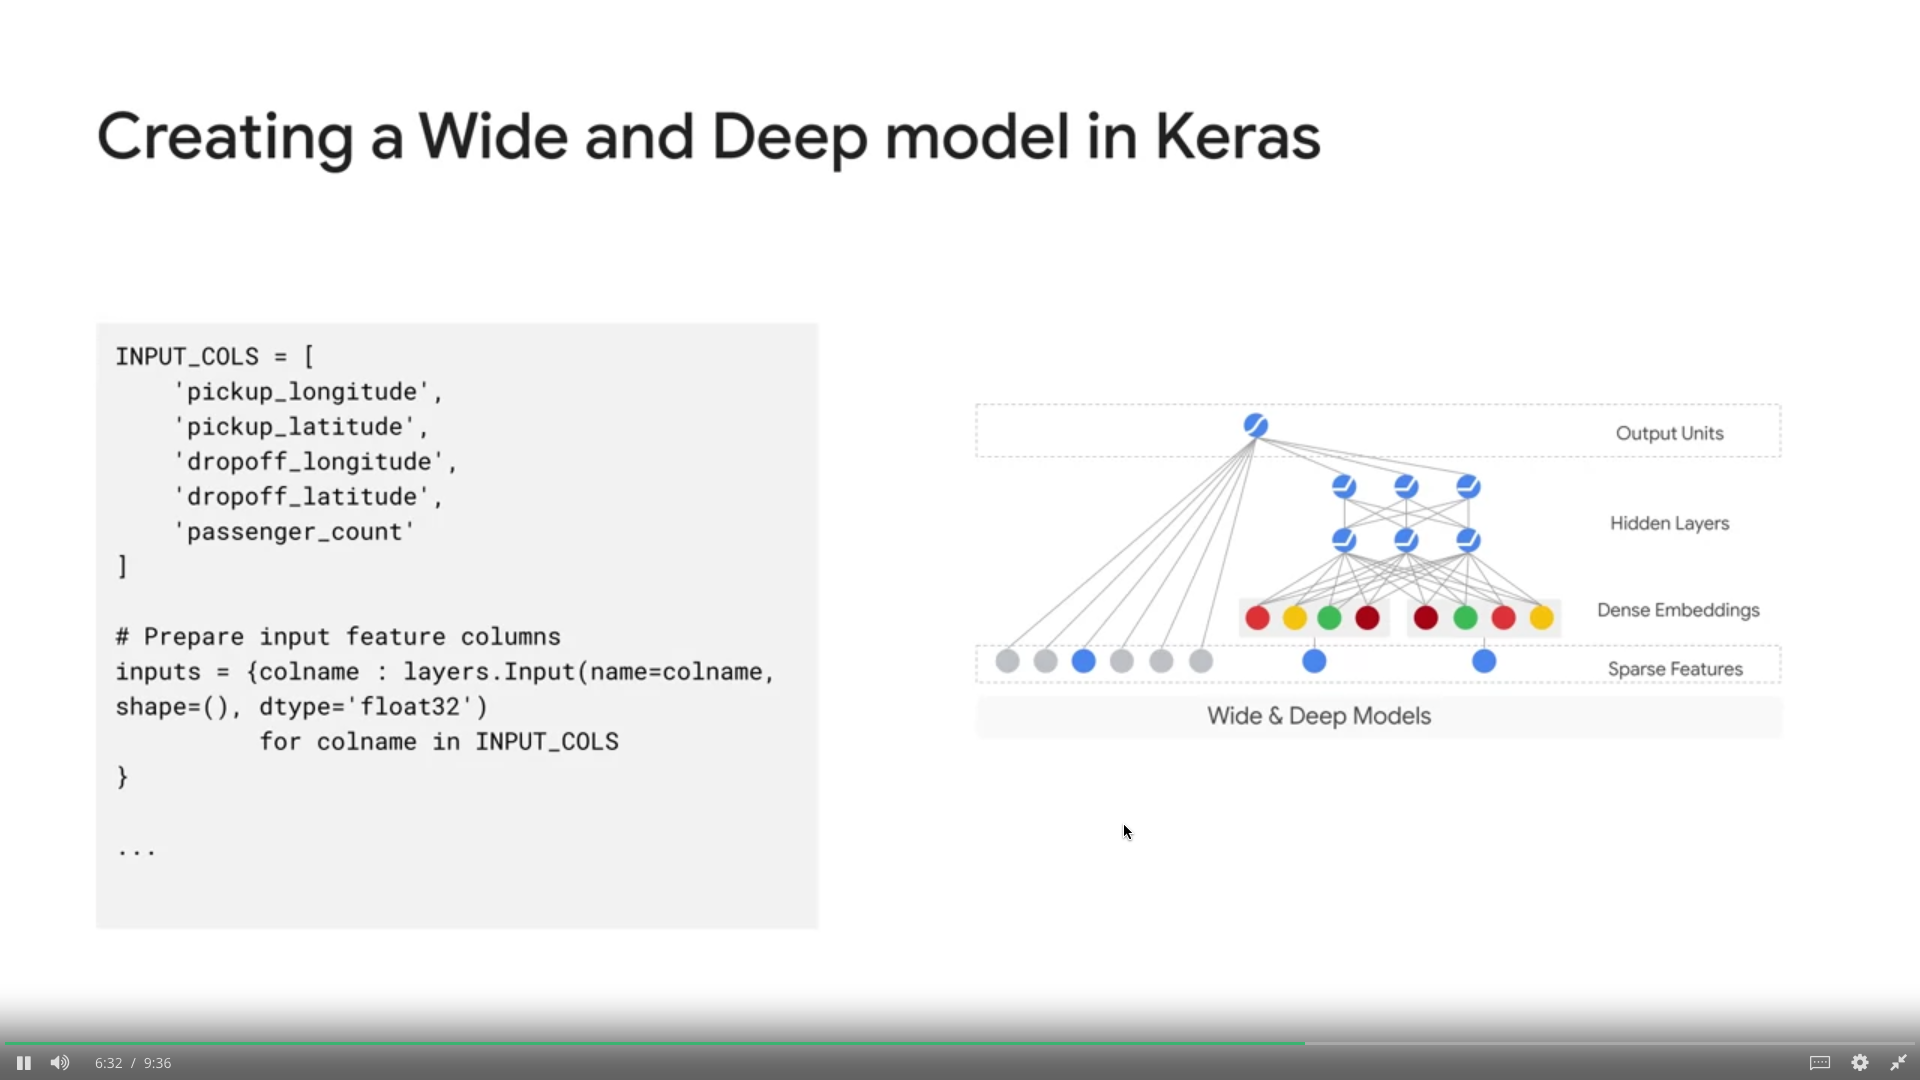 Creating a Wide and Deep model in Keras
INPUT_COLS = [
    'pickup_longitude',
    'pickup_latitude',
    'dropoff_longitude',
    'dropoff_latitude',
    'passenger_count'
]
# Prepare input feature columns
inputs = {colname : layers.Input(name=colname,
shape=(), dtype='float32')
          for colname in INPUT_COLS
}
...
Output Units
Hidden Layers
Dense Embeddings
Sparse Features
Wide & Deep Models
6:32 / 9:36